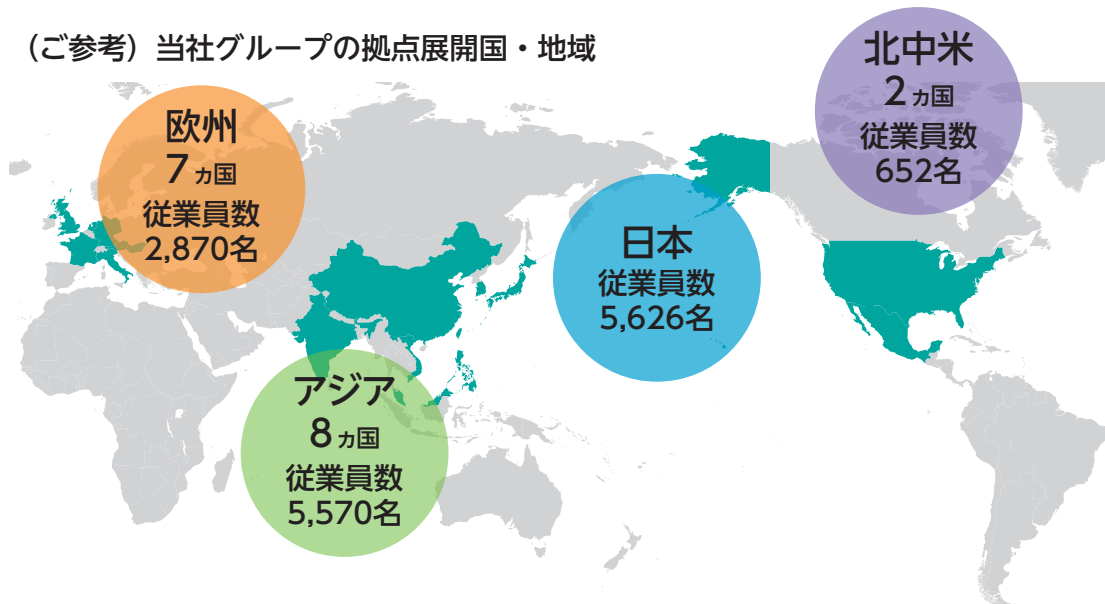 （ご参考）当社グループの拠点展開国・地域
欧州
7ヵ国
従業員数
2,870名
アジア
8ヵ国
従業員数
5,570名
日本
従業員数
5,626名
北中米
2ヵ国
従業員数
652名